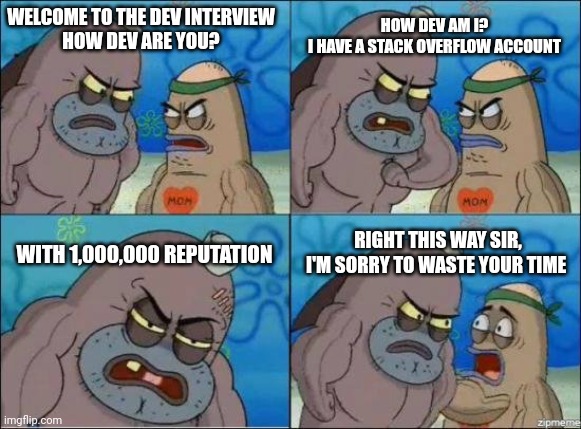 WELCOME TO THE DEV INTERVIEW
HOW DEV ARE YOU?
HOW DEV AM I?
I HAVE A STACK OVERFLOW ACCOUNT
MOM
MOM
WITH 1,000,000 REPUTATION
RIGHT THIS WAY SIR,
I'M SORRY TO WASTE YOUR TIME
imgflip.com
zipmeme